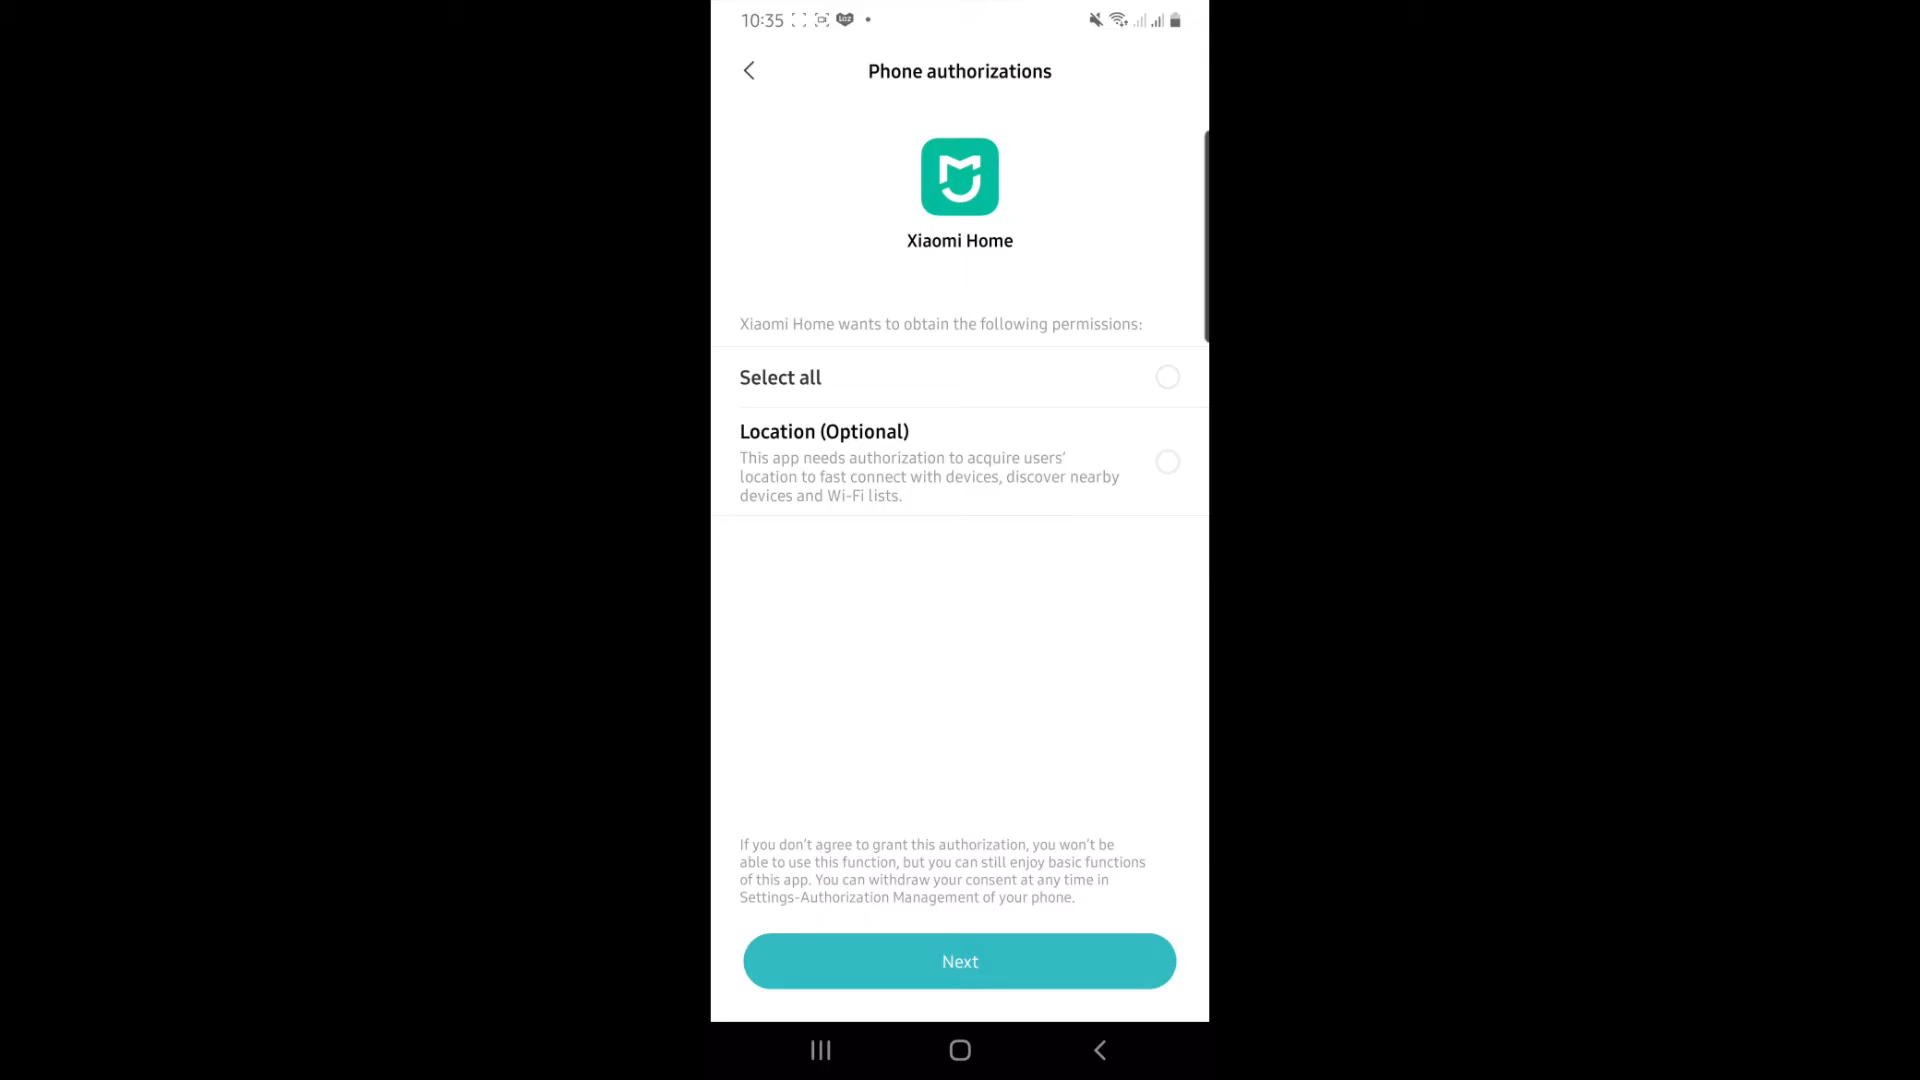 10:35
Phone authorizations
Xiaomi Home
Xiaomi Home wants to obtain the following permissions:
Select all
Location (Optional)
This app needs authorization to acquire users'
location to fast connect with devices, discover nearby
devices and Wi-Fi lists.
If you don't agree to grant this authorization, you won't be
able to use this function, but you can still enjoy basic functions
of this app. You can withdraw your consent at any time in
Settings-Authorization Management of your phone.
Next